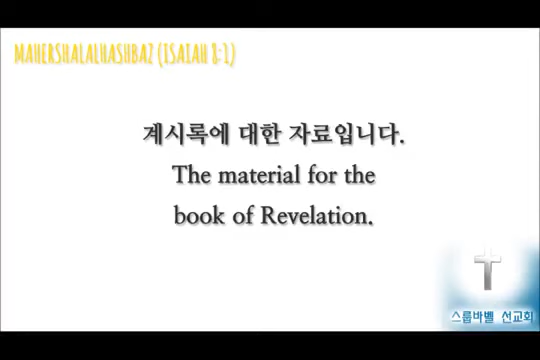 MAHERSHALALHASHBAZ (ISAIAH 8:1)
계시록에 대한 자료입니다.
The material for the
book of Revelation.
스룹바벨 선교회